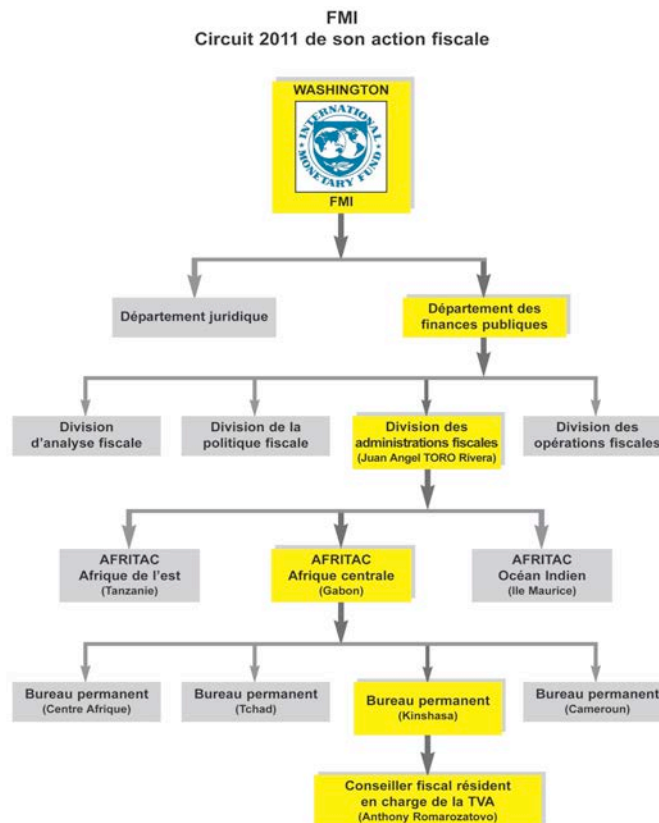 FMI
Circuit 2011 de son action fiscale
WASHINGTON
INTERNATIONAL MONETARY FUND
FMI
Département juridique
Département des
finances publiques
Division
d'analyse fiscale
Division de la
politique fiscale
Division des
administrations fiscales
(Juan Angel TORO Rivera)
Division des
opérations fiscales
AFRITAC
Afrique de l'est
(Tanzanie)
AFRITAC
Afrique centrale
(Gabon)
AFRITAC
Océan Indien
(Ile Maurice)
Bureau permanent
(Centre Afrique)
Bureau permanent
(Tchad)
Bureau permanent
(Kinshasa)
Bureau permanent
(Cameroun)
Conseiller fiscal résident
en charge de la TVA
(Anthony Romarozatovo)